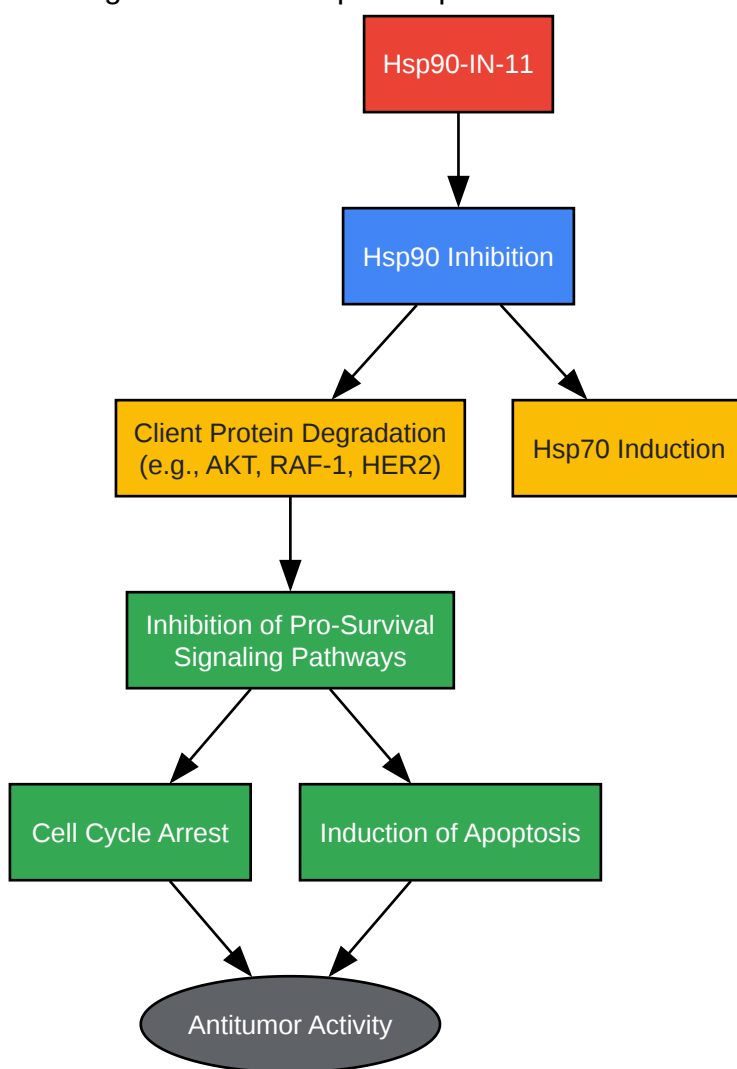 Hsp90-IN-11
Hsp90 Inhibition
Client Protein Degradation
(e.g., AKT, RAF-1, HER2)
Hsp70 Induction
Inhibition of Pro-Survival
Signaling Pathways
Cell Cycle Arrest
Induction of Apoptosis
Antitumor Activity